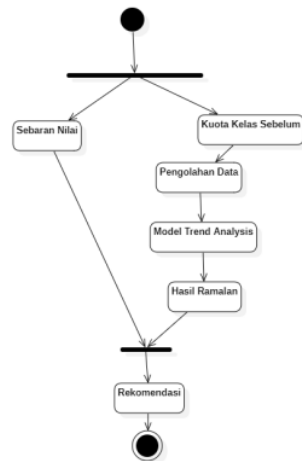 Sebaran Nilai
Kuota Kelas Sebelum
Pengolahan Data
Model Trend Analysis
Hasil Ramalan
Rekomendasi